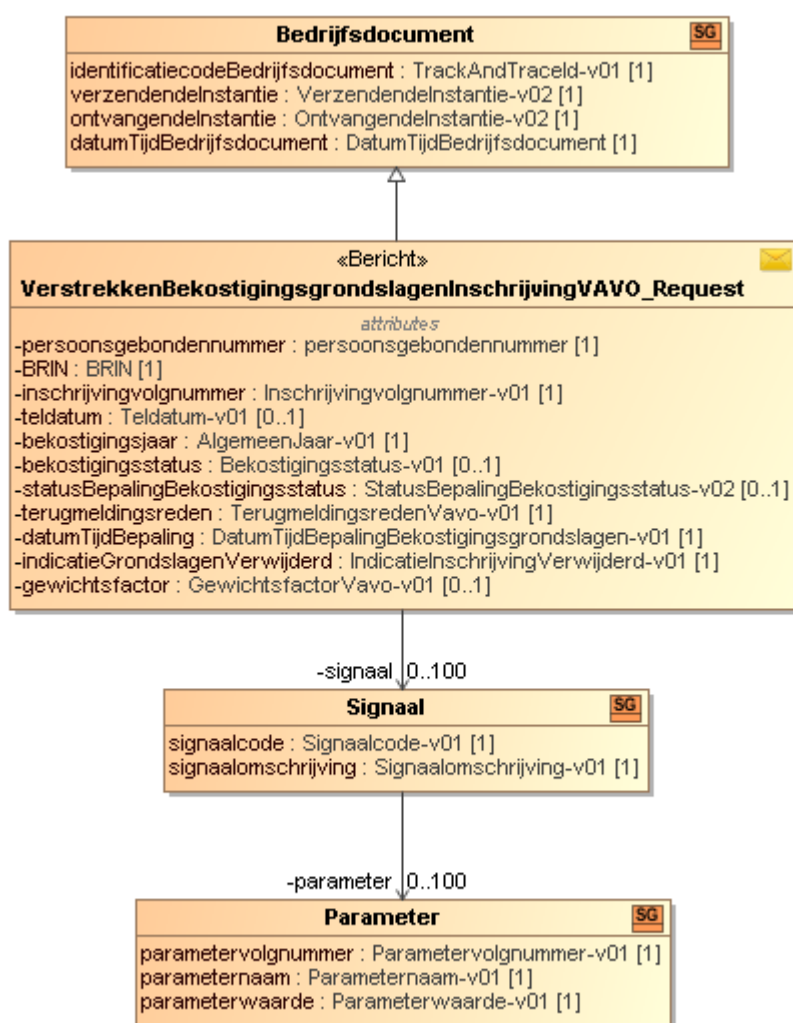 Bedrijfsdocument SG
identificatiecodeBedrijfsdocument : TrackAndTraceId-v01 [1]
verzendendeInstantie : VerzendendeInstantie-v02 [1]
ontvangendeInstantie : OntvangendeInstantie-v02 [1]
datumTijdBedrijfsdocument : DatumTijdBedrijfsdocument [1]
«Bericht»
VerstrekkenBekostigingsgrondslagenInschrijvingVAVO_Request
attributes
-persoonsgebondennummer : persoonsgebondennummer [1]
-BRIN : BRIN [1]
-inschrijvingvolgnummer : Inschrijvingvolgnummer-v01 [1]
-teldatum : Teldatum-v01 [0..1]
-bekostigingsjaar : AlgemeenJaar-v01 [1]
-bekostigingsstatus : Bekostigingsstatus-v01 [0..1]
-statusBepalingBekostigingsstatus : StatusBepalingBekostigingsstatus-v02 [0..1]
-terugmeldingsreden : TerugmeldingsredenVavo-v01 [1]
-datumTijdBepaling : DatumTijdBepalingBekostigingsgrondslagen-v01 [1]
-indicatieGrondslagenVerwijderd : IndicatieInschrijvingVerwijderd-v01 [1]
-gewichtsfactor : GewichtsfactorVavo-v01 [0..1]
-signaal 0..100
Signaal SG
signaalcode : Signaalcode-v01 [1]
signaalomschrijving : Signaalomschrijving-v01 [1]
-parameter 0..100
Parameter SG
parametervolgnummer : Parametervolgnummer-v01 [1]
parameternaam : Parameternaam-v01 [1]
parameterwaarde : Parameterwaarde-v01 [1]